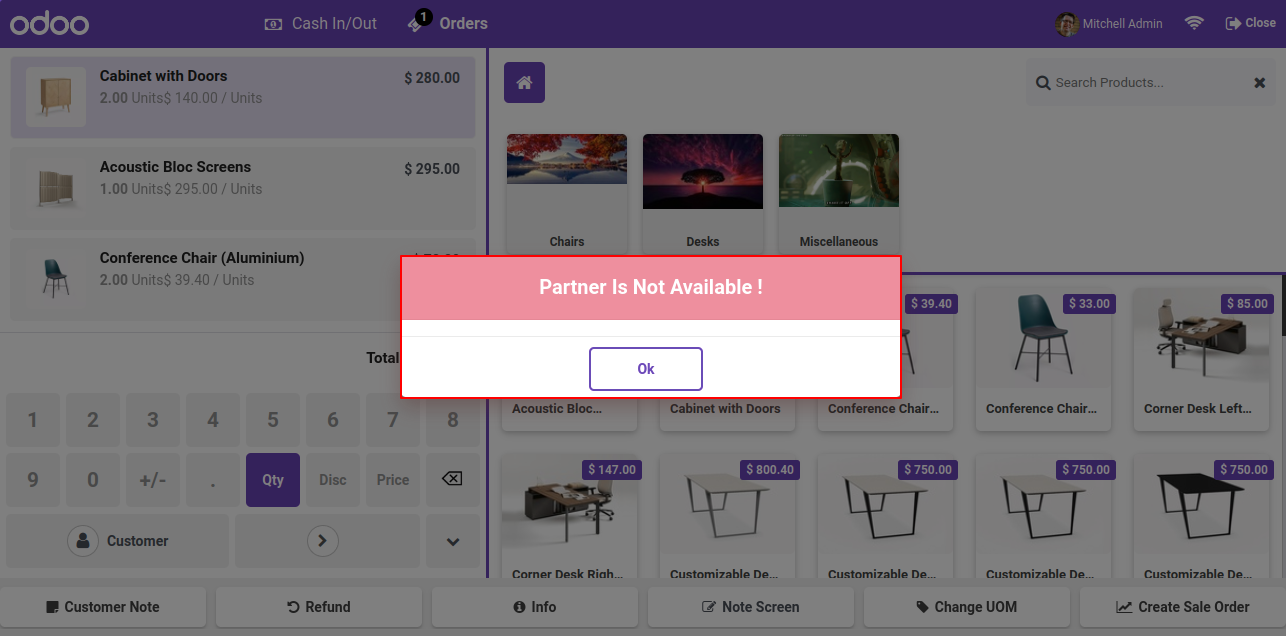 odoo
Cash In/Out
1
Orders
Mitchell Admin
Close
Cabinet with Doors
$ 280.00
2.00 Units$ 140.00 / Units
Acoustic Bloc Screens
$ 295.00
1.00 Units$ 295.00 / Units
Conference Chair (Aluminium)
2.00 Units$ 39.40 / Units
Total
1 2 3 4 5 6 7 8
9 0 +/- . Qty Disc Price
Customer
Search Products...
Chairs
Desks
Miscellaneous
Partner Is Not Available !
Ok
$ 39.40
$ 33.00
$ 85.00
Acoustic Bloc...
Cabinet with Doors
Conference Chair...
Conference Chair...
Corner Desk Left...
$ 147.00
$ 800.40
$ 750.00
$ 750.00
$ 750.00
Corner Desk Righ...
Customizable De...
Customizable De...
Customizable De...
Customizable De...
Customer Note
Refund
Info
Note Screen
Change UOM
Create Sale Order